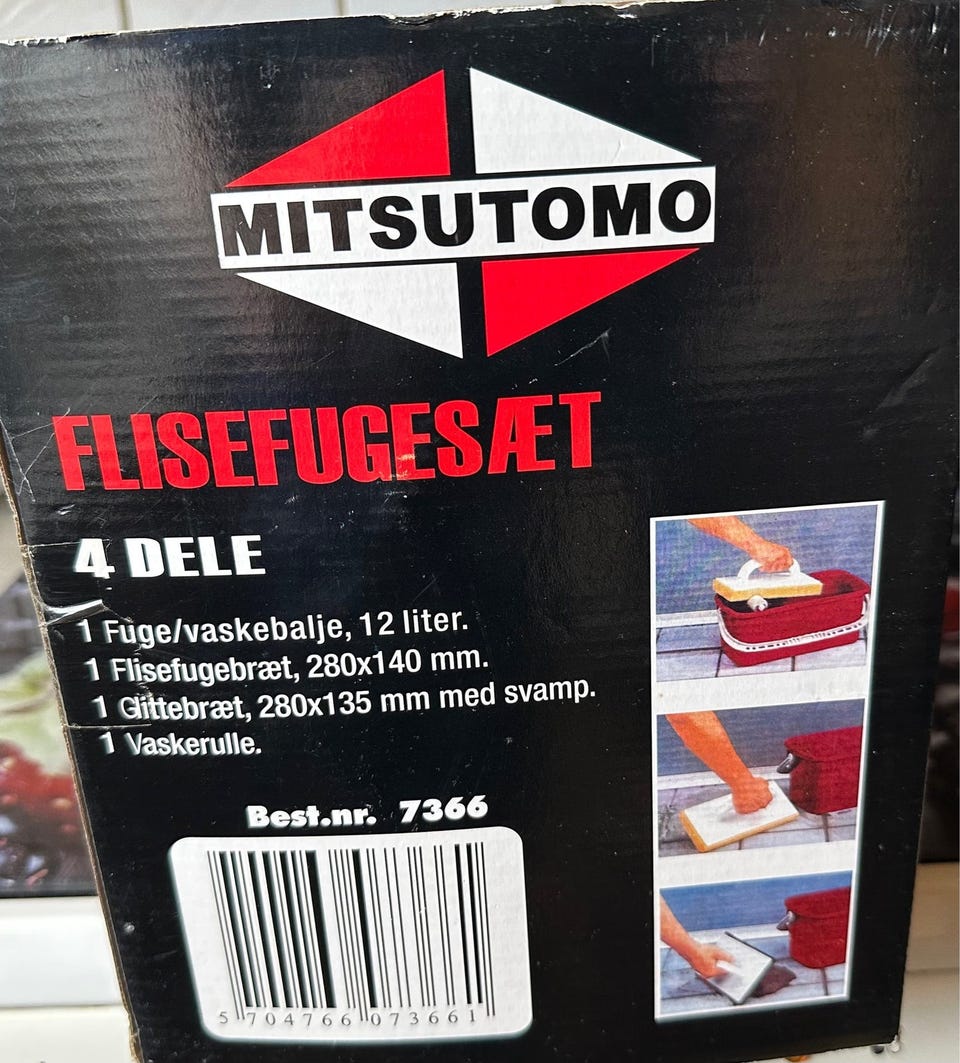 MITSUTOMO
FLISEFUGESÆT
4 DELE
1 Fuge/vaskebalje, 12 liter.
1 Flisefugebræt, 280x140 mm.
1 Glittebræt, 280x135 mm med svamp.
1 Vaskerulle.
Best.nr. 7366
5 704766 073661